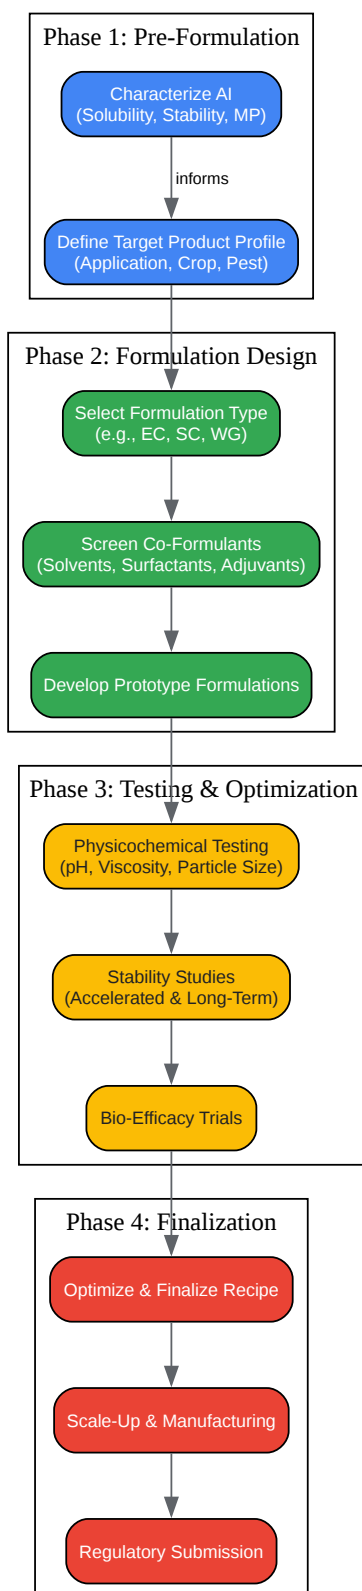 Phase 1: Pre-Formulation
Characterize AI
(Solubility, Stability, MP)
informs
Define Target Product Profile
(Application, Crop, Pest)
Phase 2: Formulation Design
Select Formulation Type
(e.g., EC, SC, WG)
Screen Co-Formulants
(Solvents, Surfactants, Adjuvants)
Develop Prototype Formulations
Phase 3: Testing & Optimization
Physicochemical Testing
(pH, Viscosity, Particle Size)
Stability Studies
(Accelerated & Long-Term)
Bio-Efficacy Trials
Phase 4: Finalization
Optimize & Finalize Recipe
Scale-Up & Manufacturing
Regulatory Submission